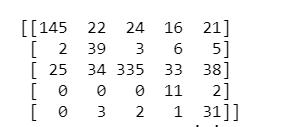 [[145  22  24  16  21]
 [  2  39   3   6   5]
 [ 25  34 335  33  38]
 [  0   0   0  11   2]
 [  0   3   2   1  31]]